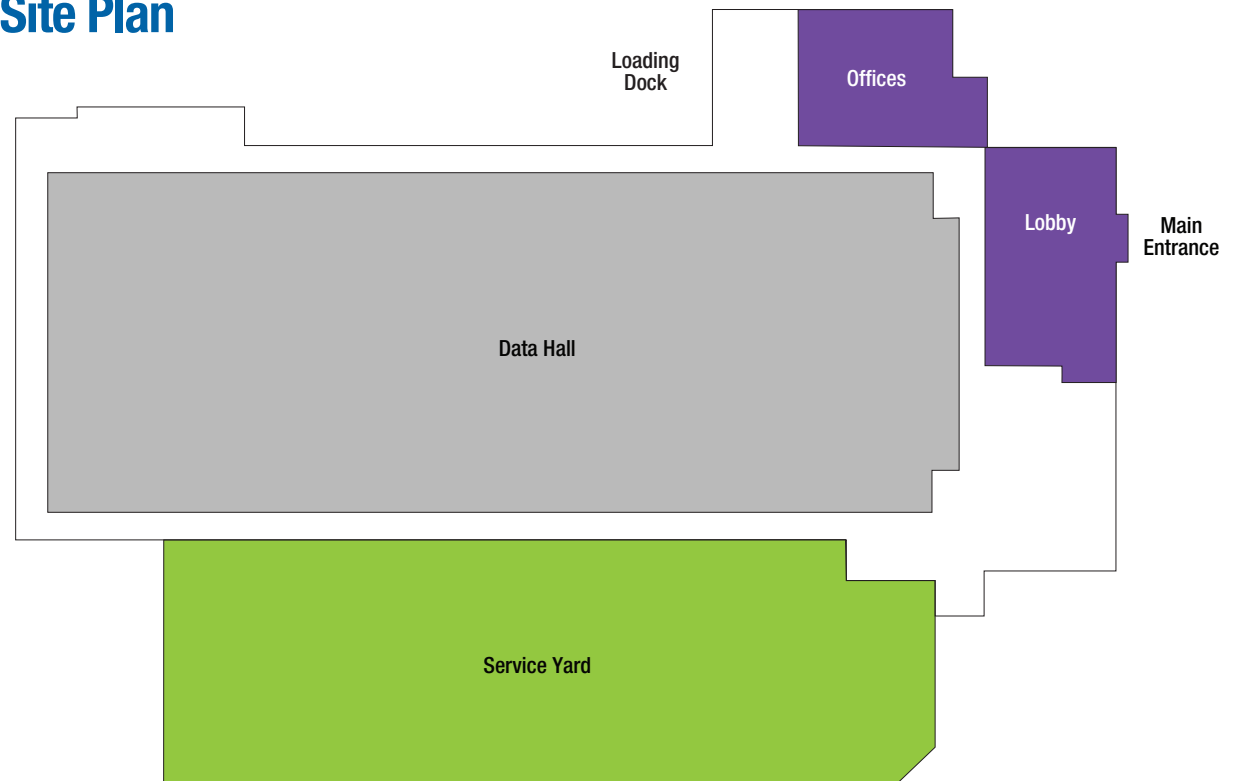 Site Plan
Loading
Dock
Offices
Lobby
Main
Entrance
Data Hall
Service Yard